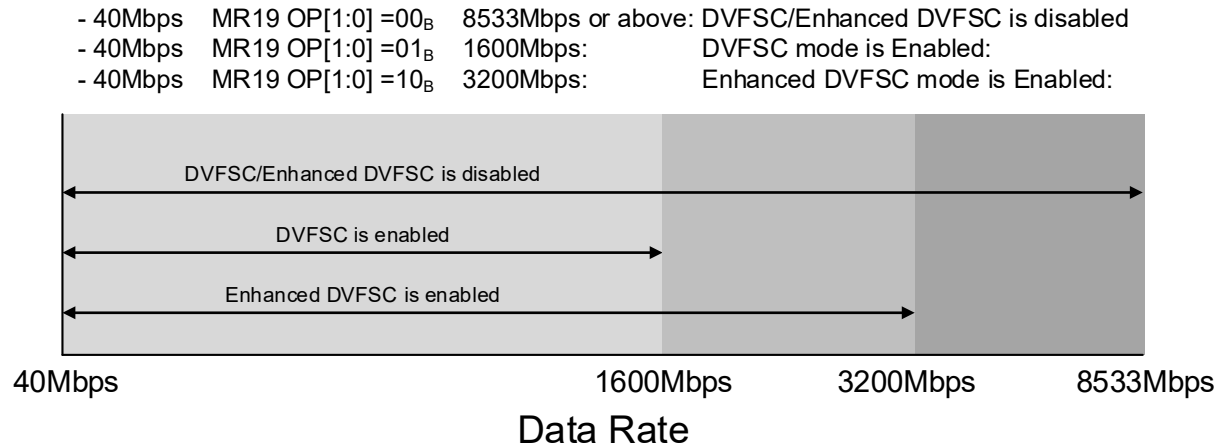 - 40Mbps MR19 OP[1:0] =00B 8533Mbps or above: DVFSC/Enhanced DVFSC is disabled
- 40Mbps MR19 OP[1:0] =01B 1600Mbps: DVFSC mode is Enabled:
- 40Mbps MR19 OP[1:0] =10B 3200Mbps: Enhanced DVFSC mode is Enabled:
DVFSC/Enhanced DVFSC is disabled
DVFSC is enabled
Enhanced DVFSC is enabled
40Mbps 1600Mbps 3200Mbps 8533Mbps
Data Rate